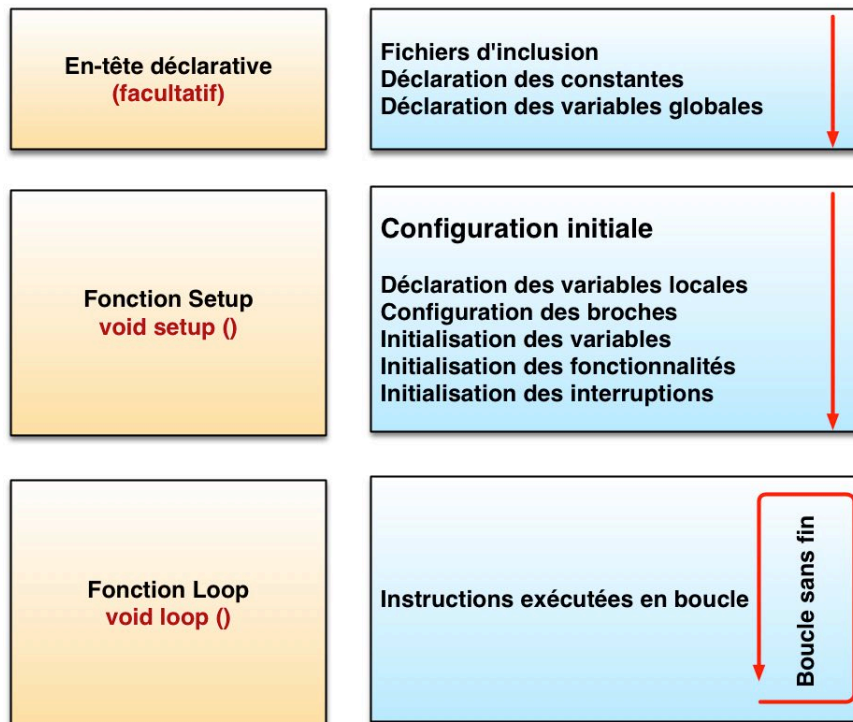 En-tête déclarative
(facultatif)
Fichiers d'inclusion
Déclaration des constantes
Déclaration des variables globales
Fonction Setup
void setup ()
Configuration initiale
Déclaration des variables locales
Configuration des broches
Initialisation des variables
Initialisation des fonctionnalités
Initialisation des interruptions
Fonction Loop
void loop ()
Instructions exécutées en boucle
Boucle sans fin